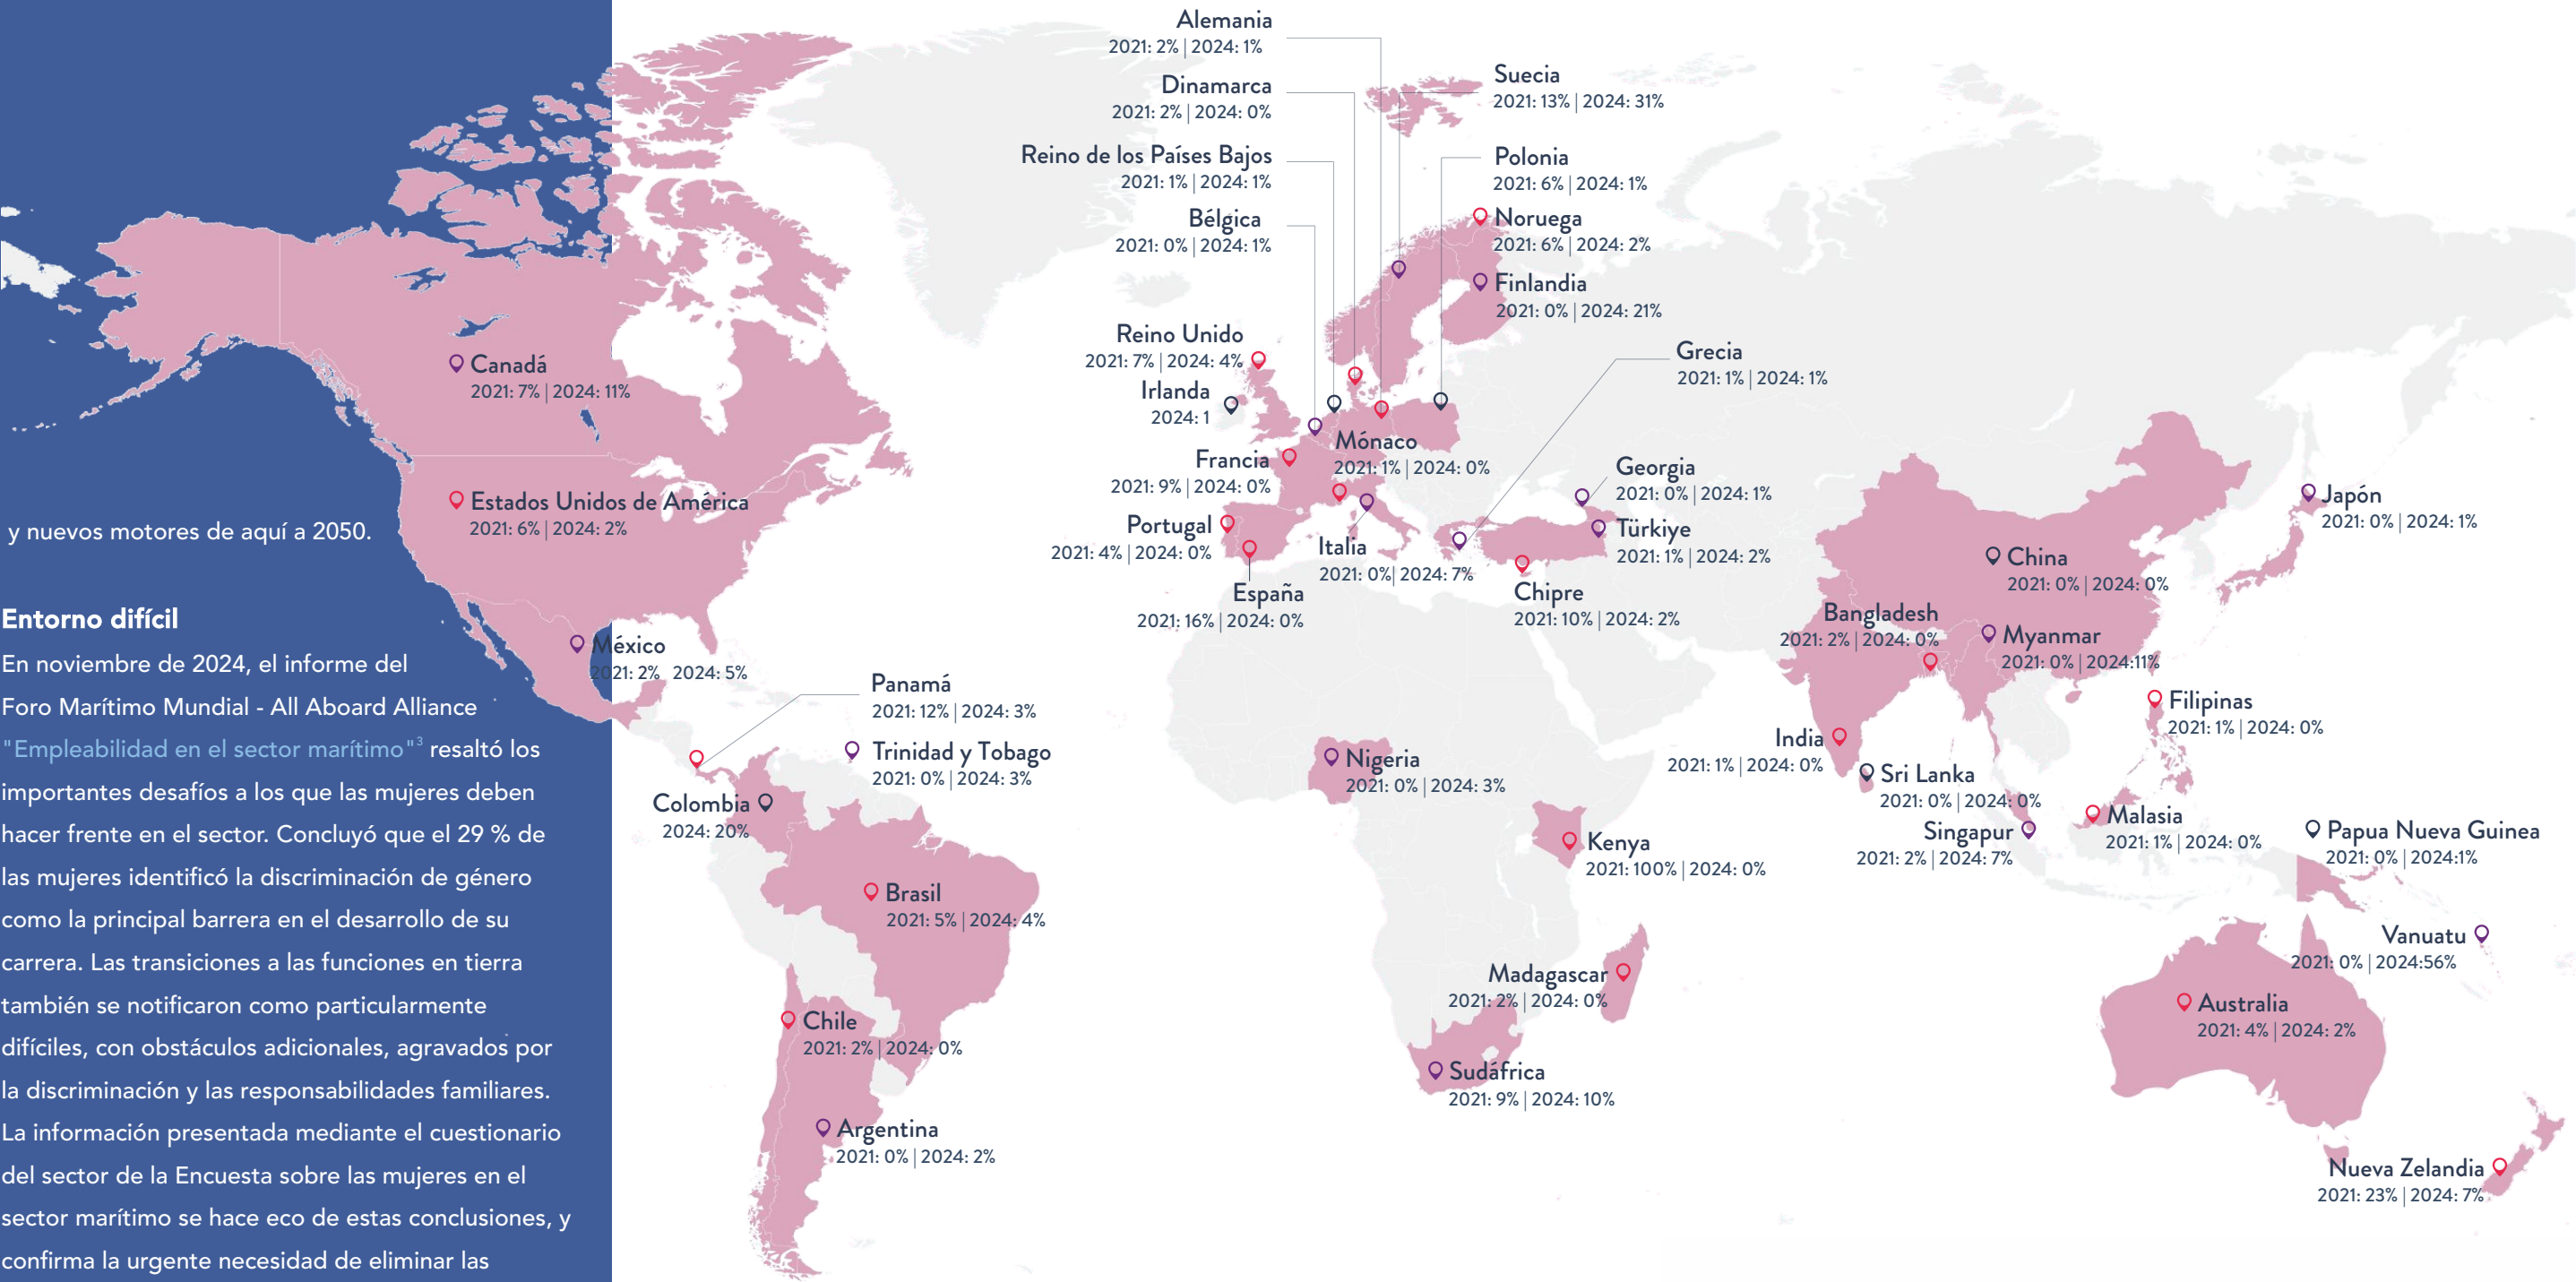 y nuevos motores de aquí a 2050.
Entorno difícil
En noviembre de 2024, el informe del
Foro Marítimo Mundial - All Aboard Alliance
"Empleabilidad en el sector marítimo"³ resaltó los
importantes desafíos a los que las mujeres deben
hacer frente en el sector. Concluyó que el 29 % de
las mujeres identificó la discriminación de género
como la principal barrera en el desarrollo de su
carrera. Las transiciones a las funciones en tierra
también se notificaron como particularmente
difíciles, con obstáculos adicionales, agravados por
la discriminación y las responsabilidades familiares.
La información presentada mediante el cuestionario
del sector de la Encuesta sobre las mujeres en el
sector marítimo se hace eco de estas conclusiones, y
confirma la urgente necesidad de eliminar las
Canadá
2021: 7% | 2024: 11%
Estados Unidos de América
2021: 6% | 2024: 2%
México
2021: 2% 2024: 5%
Panamá
2021: 12% | 2024: 3%
Trinidad y Tobago
2021: 0% | 2024: 3%
Colombia
2024: 20%
Brasil
2021: 5% | 2024: 4%
Chile
2021: 2% | 2024: 0%
Argentina
2021: 0% | 2024: 2%
Alemania
2021: 2% | 2024: 1%
Dinamarca
2021: 2% | 2024: 0%
Reino de los Países Bajos
2021: 1% | 2024: 1%
Bélgica
2021: 0% | 2024: 1%
Suecia
2021: 13% | 2024: 31%
Polonia
2021: 6% | 2024: 1%
Noruega
2021: 6% | 2024: 2%
Finlandia
2021: 0% | 2024: 21%
Reino Unido
2021: 7% | 2024: 4%
Irlanda
2024: 1
Francia
2021: 9% | 2024: 0%
Mónaco
2021: 1% | 2024: 0%
Portugal
2021: 4% | 2024: 0%
España
2021: 16% | 2024: 0%
Italia
2021: 0%| 2024: 7%
Grecia
2021: 1% | 2024: 1%
Georgia
2021: 0% | 2024: 1%
Türkiye
2021: 1% | 2024: 2%
Chipre
2021: 10% | 2024: 2%
Nigeria
2021: 0% | 2024: 3%
Kenya
2021: 100% | 2024: 0%
Madagascar
2021: 2% | 2024: 0%
Sudáfrica
2021: 9% | 2024: 10%
Japón
2021: 0% | 2024: 1%
China
2021: 0% | 2024: 0%
Bangladesh
2021: 2% | 2024: 0%
Myanmar
2021: 0% | 2024:11%
Filipinas
2021: 1% | 2024: 0%
India
2021: 1% | 2024: 0%
Sri Lanka
2021: 0% | 2024: 0%
Singapur
2021: 2% | 2024: 7%
Malasia
2021: 1% | 2024: 0%
Papua Nueva Guinea
2021: 0% | 2024:1%
Vanuatu
2021: 0% | 2024:56%
Australia
2021: 4% | 2024: 2%
Nueva Zelandia
2021: 23% | 2024: 7%